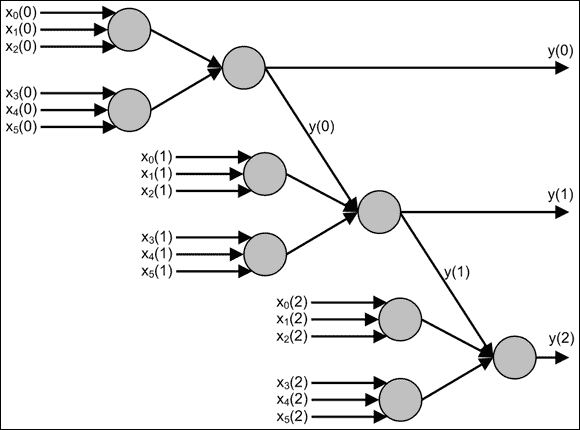 x₀(0)
x₁(0)
x₂(0)
y(0)
x₃(0)
x₄(0)
x₅(0)
y(0)
x₀(1)
x₁(1)
x₂(1)
y(1)
x₃(1)
x₄(1)
x₅(1)
y(1)
x₀(2)
x₁(2)
x₂(2)
y(2)
x₃(2)
x₄(2)
x₅(2)